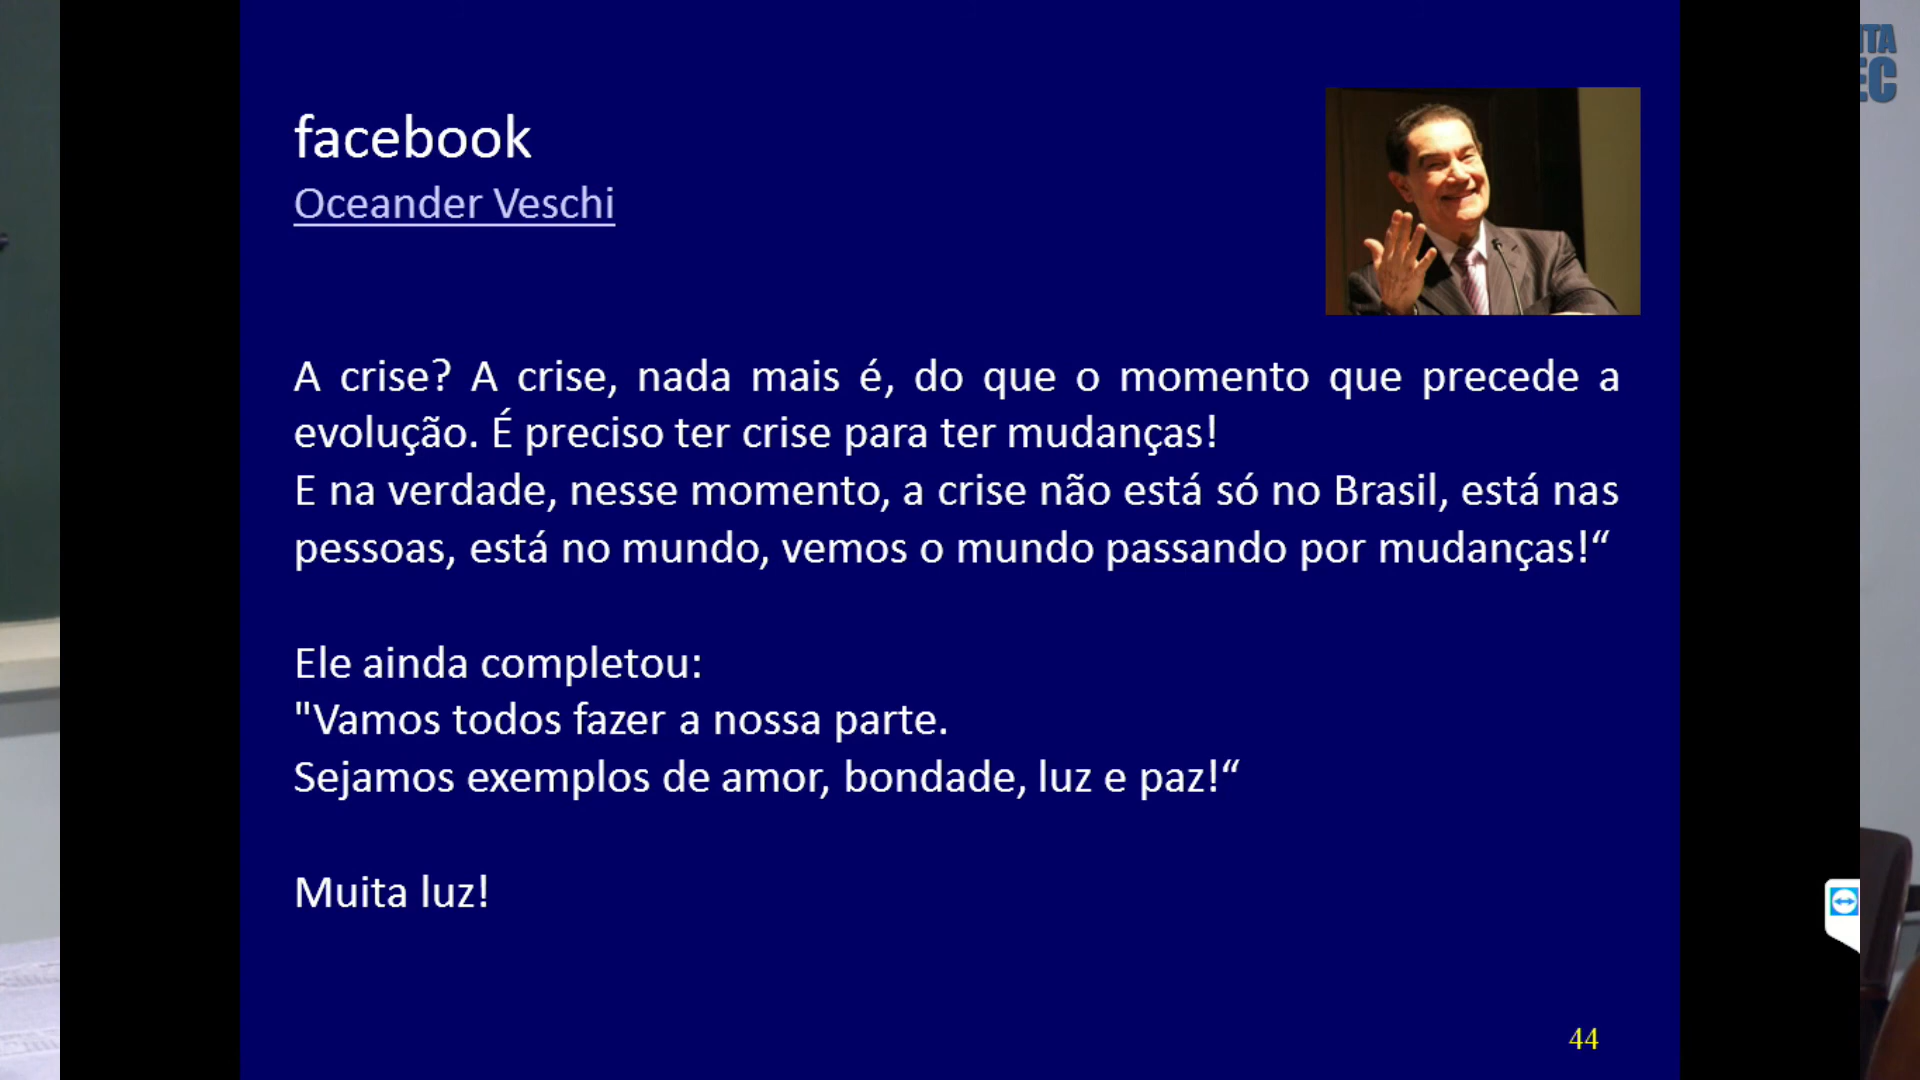 facebook
Oceander Veschi
A crise? A crise, nada mais é, do que o momento que precede a
evolução. É preciso ter crise para ter mudanças!
E na verdade, nesse momento, a crise não está só no Brasil, está nas
pessoas, está no mundo, vemos o mundo passando por mudanças!“
Ele ainda completou:
"Vamos todos fazer a nossa parte.
Sejamos exemplos de amor, bondade, luz e paz!“
Muita luz!
44